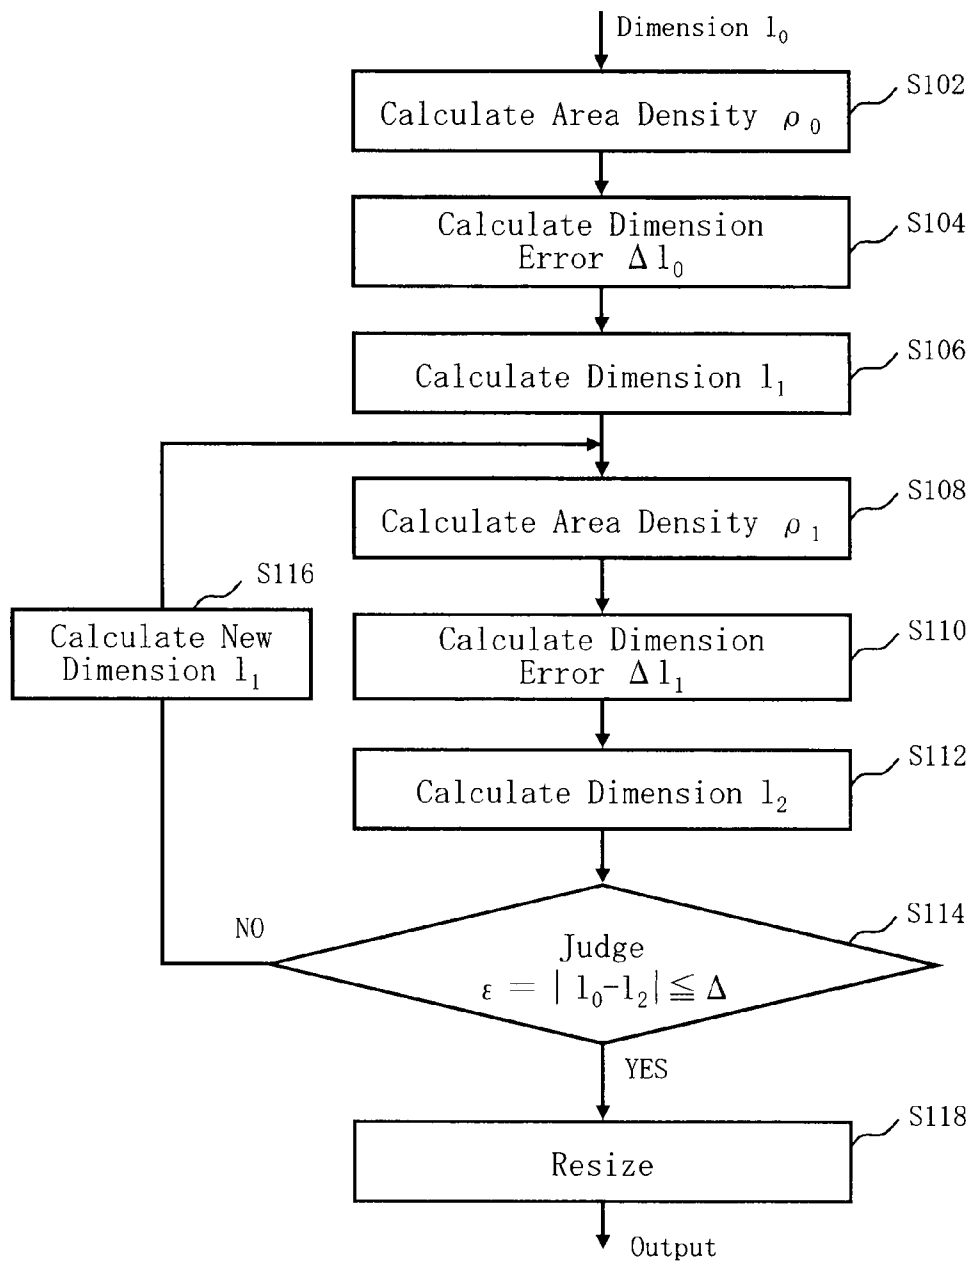 Dimension l₀
S102
Calculate Area Density ρ₀
S104
Calculate Dimension
Error Δl₀
S106
Calculate Dimension l₁
S108
Calculate Area Density ρ₁
S116
Calculate New
Dimension l₁
S110
Calculate Dimension
Error Δl₁
S112
Calculate Dimension l₂
S114
NO
Judge
ε = | l₀-l₂| ≦ Δ
YES
S118
Resize
Output